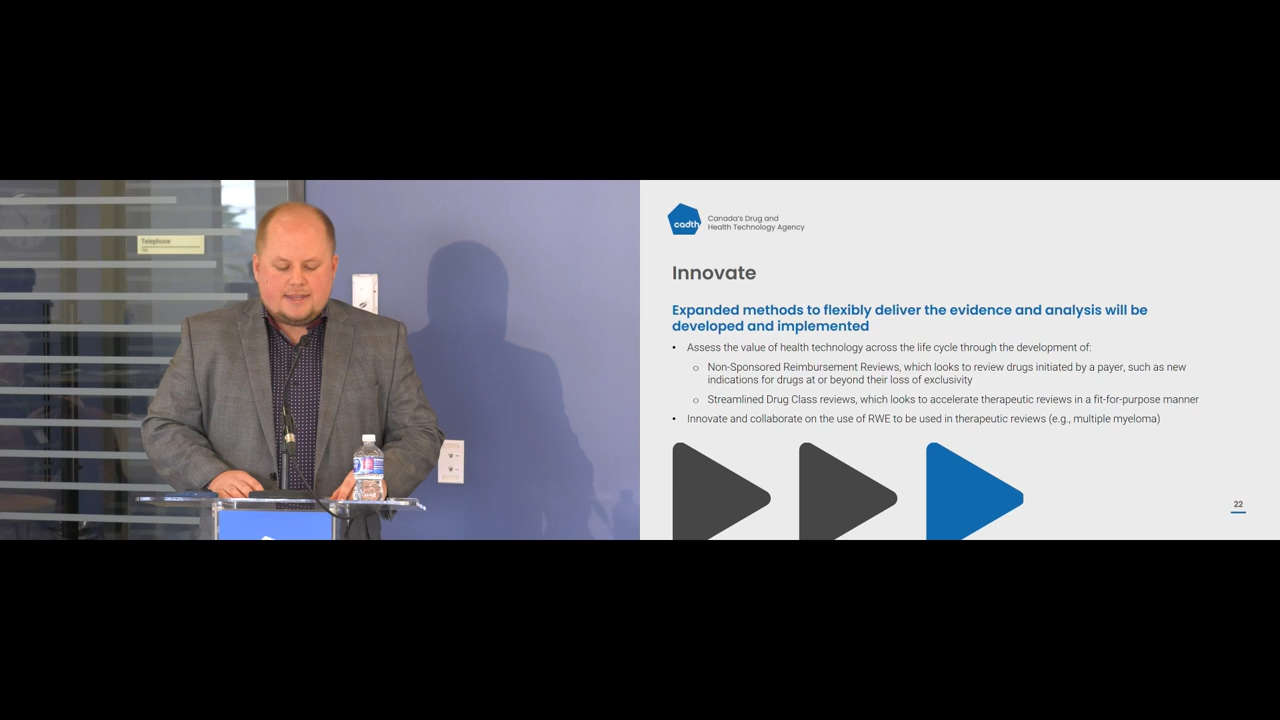 Telephone
cadth
Canada's Drug and
Health Technology Agency
Innovate
Expanded methods to flexibly deliver the evidence and analysis will be
developed and implemented
• Assess the value of health technology across the life cycle through the development of:
o Non-Sponsored Reimbursement Reviews, which looks to review drugs initiated by a payer, such as new
indications for drugs at or beyond their loss of exclusivity
o Streamlined Drug Class reviews, which looks to accelerate therapeutic reviews in a fit-for-purpose manner
• Innovate and collaborate on the use of RWE to be used in therapeutic reviews (e.g., multiple myeloma)
22